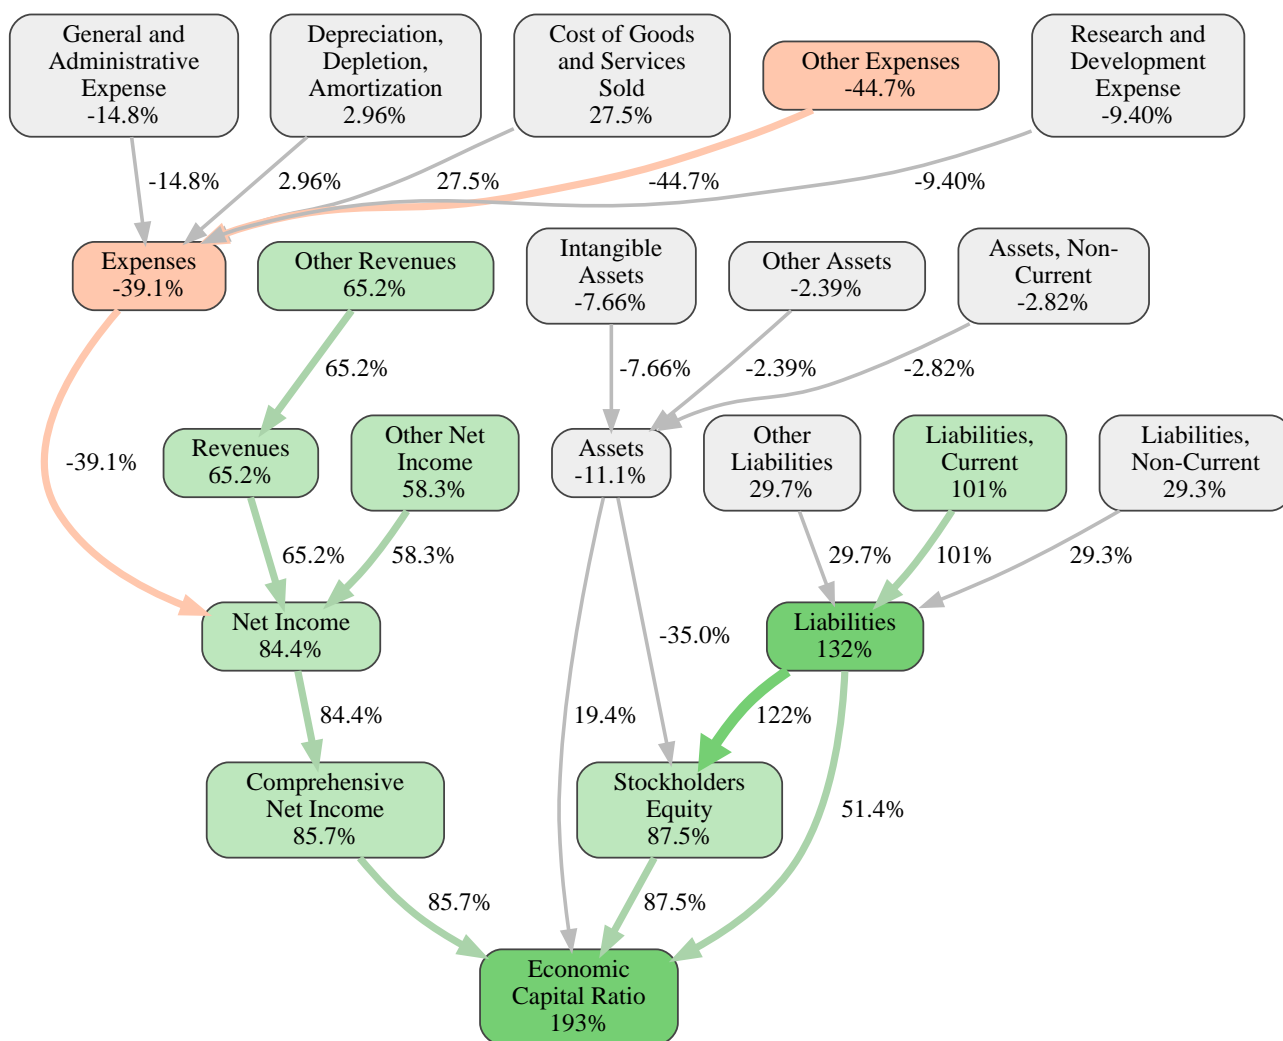 General and
Administrative
Expense
-14.8%
Depreciation,
Depletion,
Amortization
2.96%
Cost of Goods
and Services
Sold
27.5%
Other Expenses
-44.7%
Research and
Development
Expense
-9.40%
-14.8%
2.96%
27.5%
-44.7%
-9.40%
Expenses
-39.1%
Other Revenues
65.2%
Intangible
Assets
-7.66%
Other Assets
-2.39%
Assets, Non-
Current
-2.82%
65.2%
-7.66%
-2.39%
-2.82%
-39.1%
Revenues
65.2%
Other Net
Income
58.3%
Assets
-11.1%
Other
Liabilities
29.7%
Liabilities,
Current
101%
Liabilities,
Non-Current
29.3%
65.2%
58.3%
29.7%
101%
29.3%
Net Income
84.4%
-35.0%
Liabilities
132%
84.4%
19.4%
122%
Comprehensive
Net Income
85.7%
Stockholders
Equity
87.5%
51.4%
85.7%
87.5%
Economic
Capital Ratio
193%